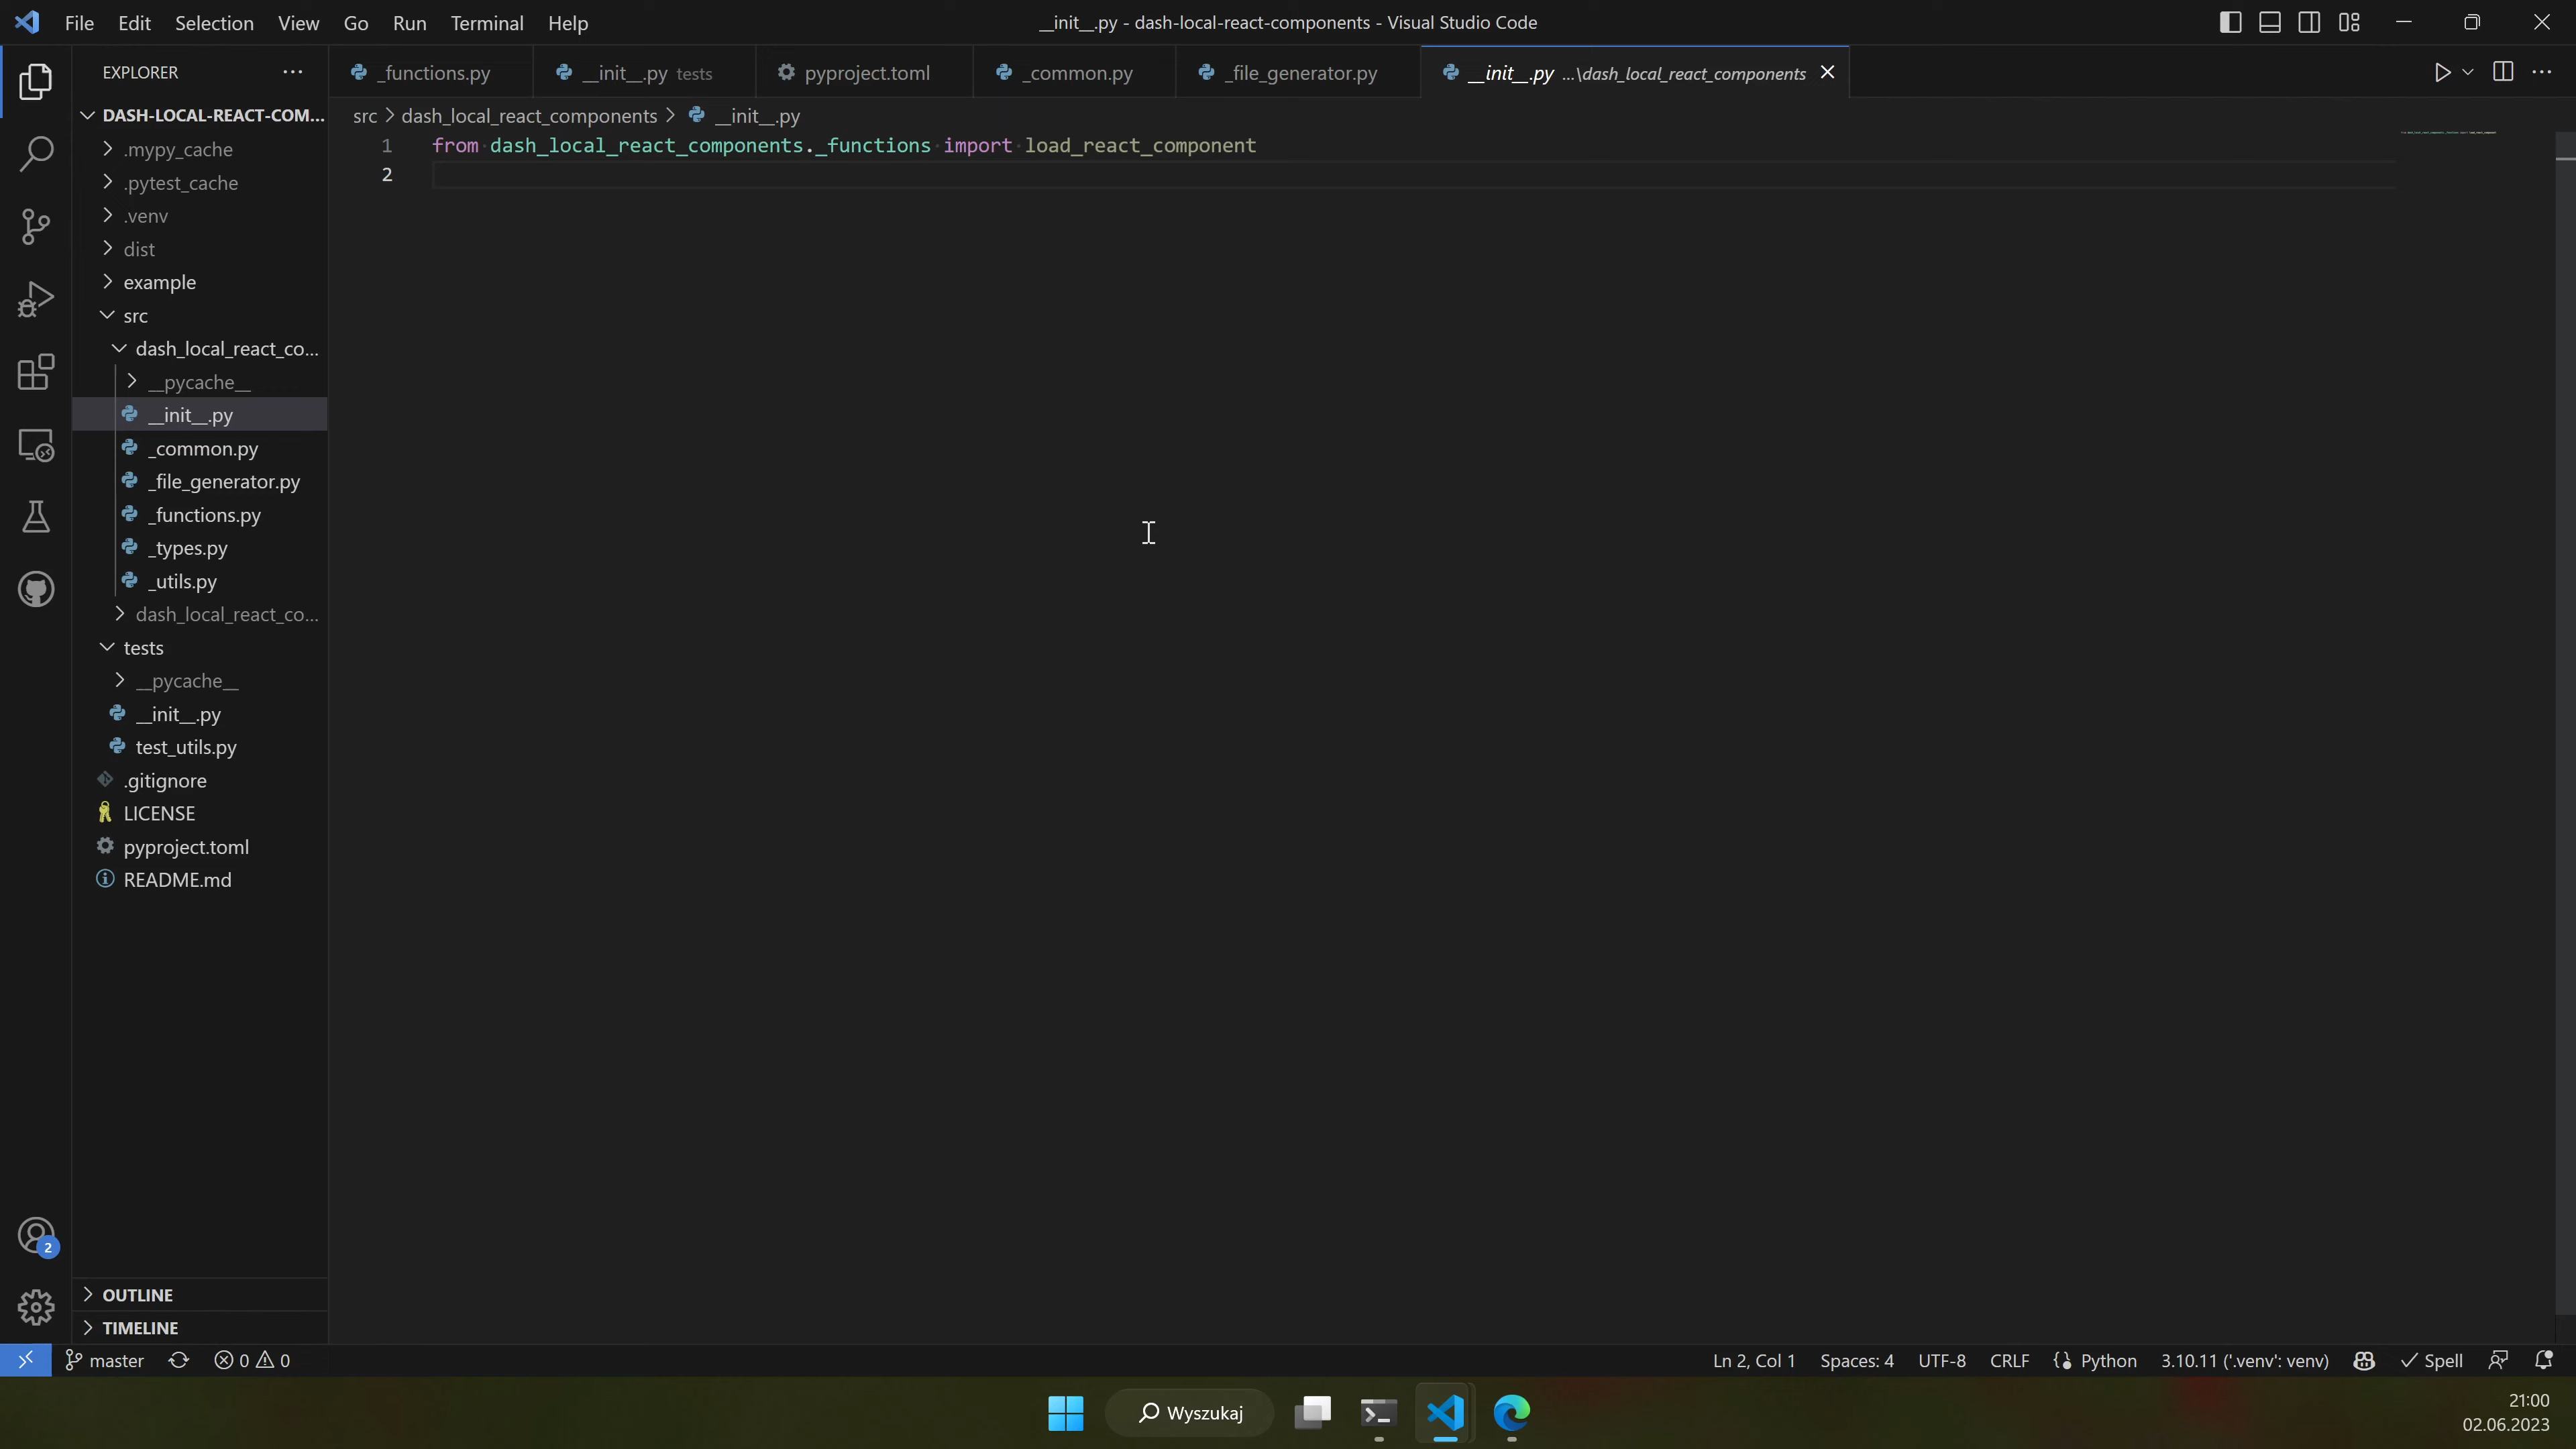 File Edit Selection View Go Run Terminal Help
__init__.py - dash-local-react-components - Visual Studio Code
EXPLORER
_functions.py
__init__.py tests
pyproject.toml
_common.py
_file_generator.py
__init__.py ...\dash_local_react_components
DASH-LOCAL-REACT-COM...
.mypy_cache
.pytest_cache
.venv
dist
example
src
dash_local_react_co...
__pycache__
__init__.py
_common.py
_file_generator.py
_functions.py
_types.py
_utils.py
dash_local_react_co...
tests
__pycache__
__init__.py
test_utils.py
.gitignore
LICENSE
pyproject.toml
README.md
OUTLINE
TIMELINE
src > dash_local_react_components > __init__.py
1 from dash_local_react_components._functions import load_react_component
2
2
master 0 0
Ln 2, Col 1 Spaces: 4 UTF-8 CRLF Python 3.10.11 ('.venv': venv) Spell
Wyszukaj
21:00
02.06.2023